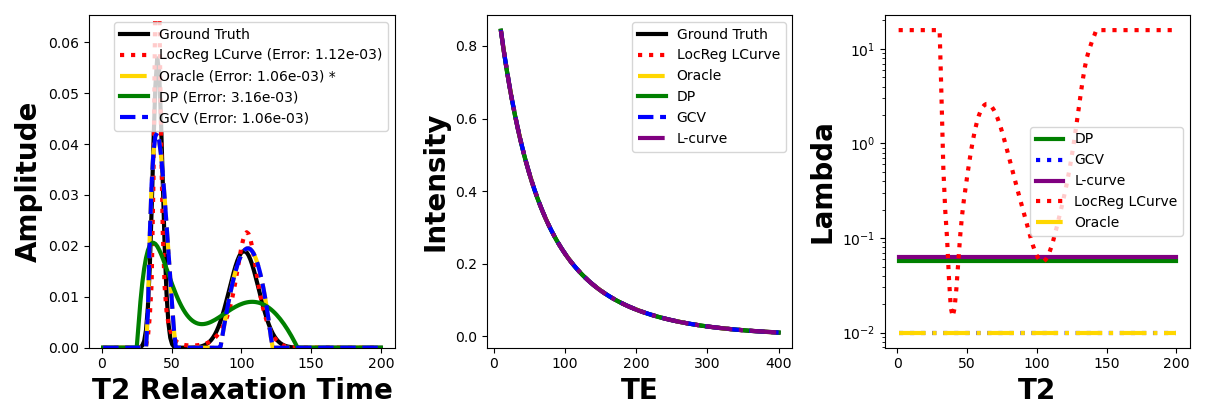 Amplitude
0.06
0.05
0.04
0.03
0.02
0.01
0.00
Ground Truth
LocReg LCurve (Error: 1.12e-03)
Oracle (Error: 1.06e-03) *
DP (Error: 3.16e-03)
GCV (Error: 1.06e-03)
0 50 100 150 200
T2 Relaxation Time
Intensity
0.8
0.6
0.4
0.2
0.0
Ground Truth
LocReg LCurve
Oracle
DP
GCV
L-curve
0 100 200 300 400
TE
Lambda
10^1
10^0
10^-1
10^-2
DP
GCV
L-curve
LocReg LCurve
Oracle
0 50 100 150 200
T2